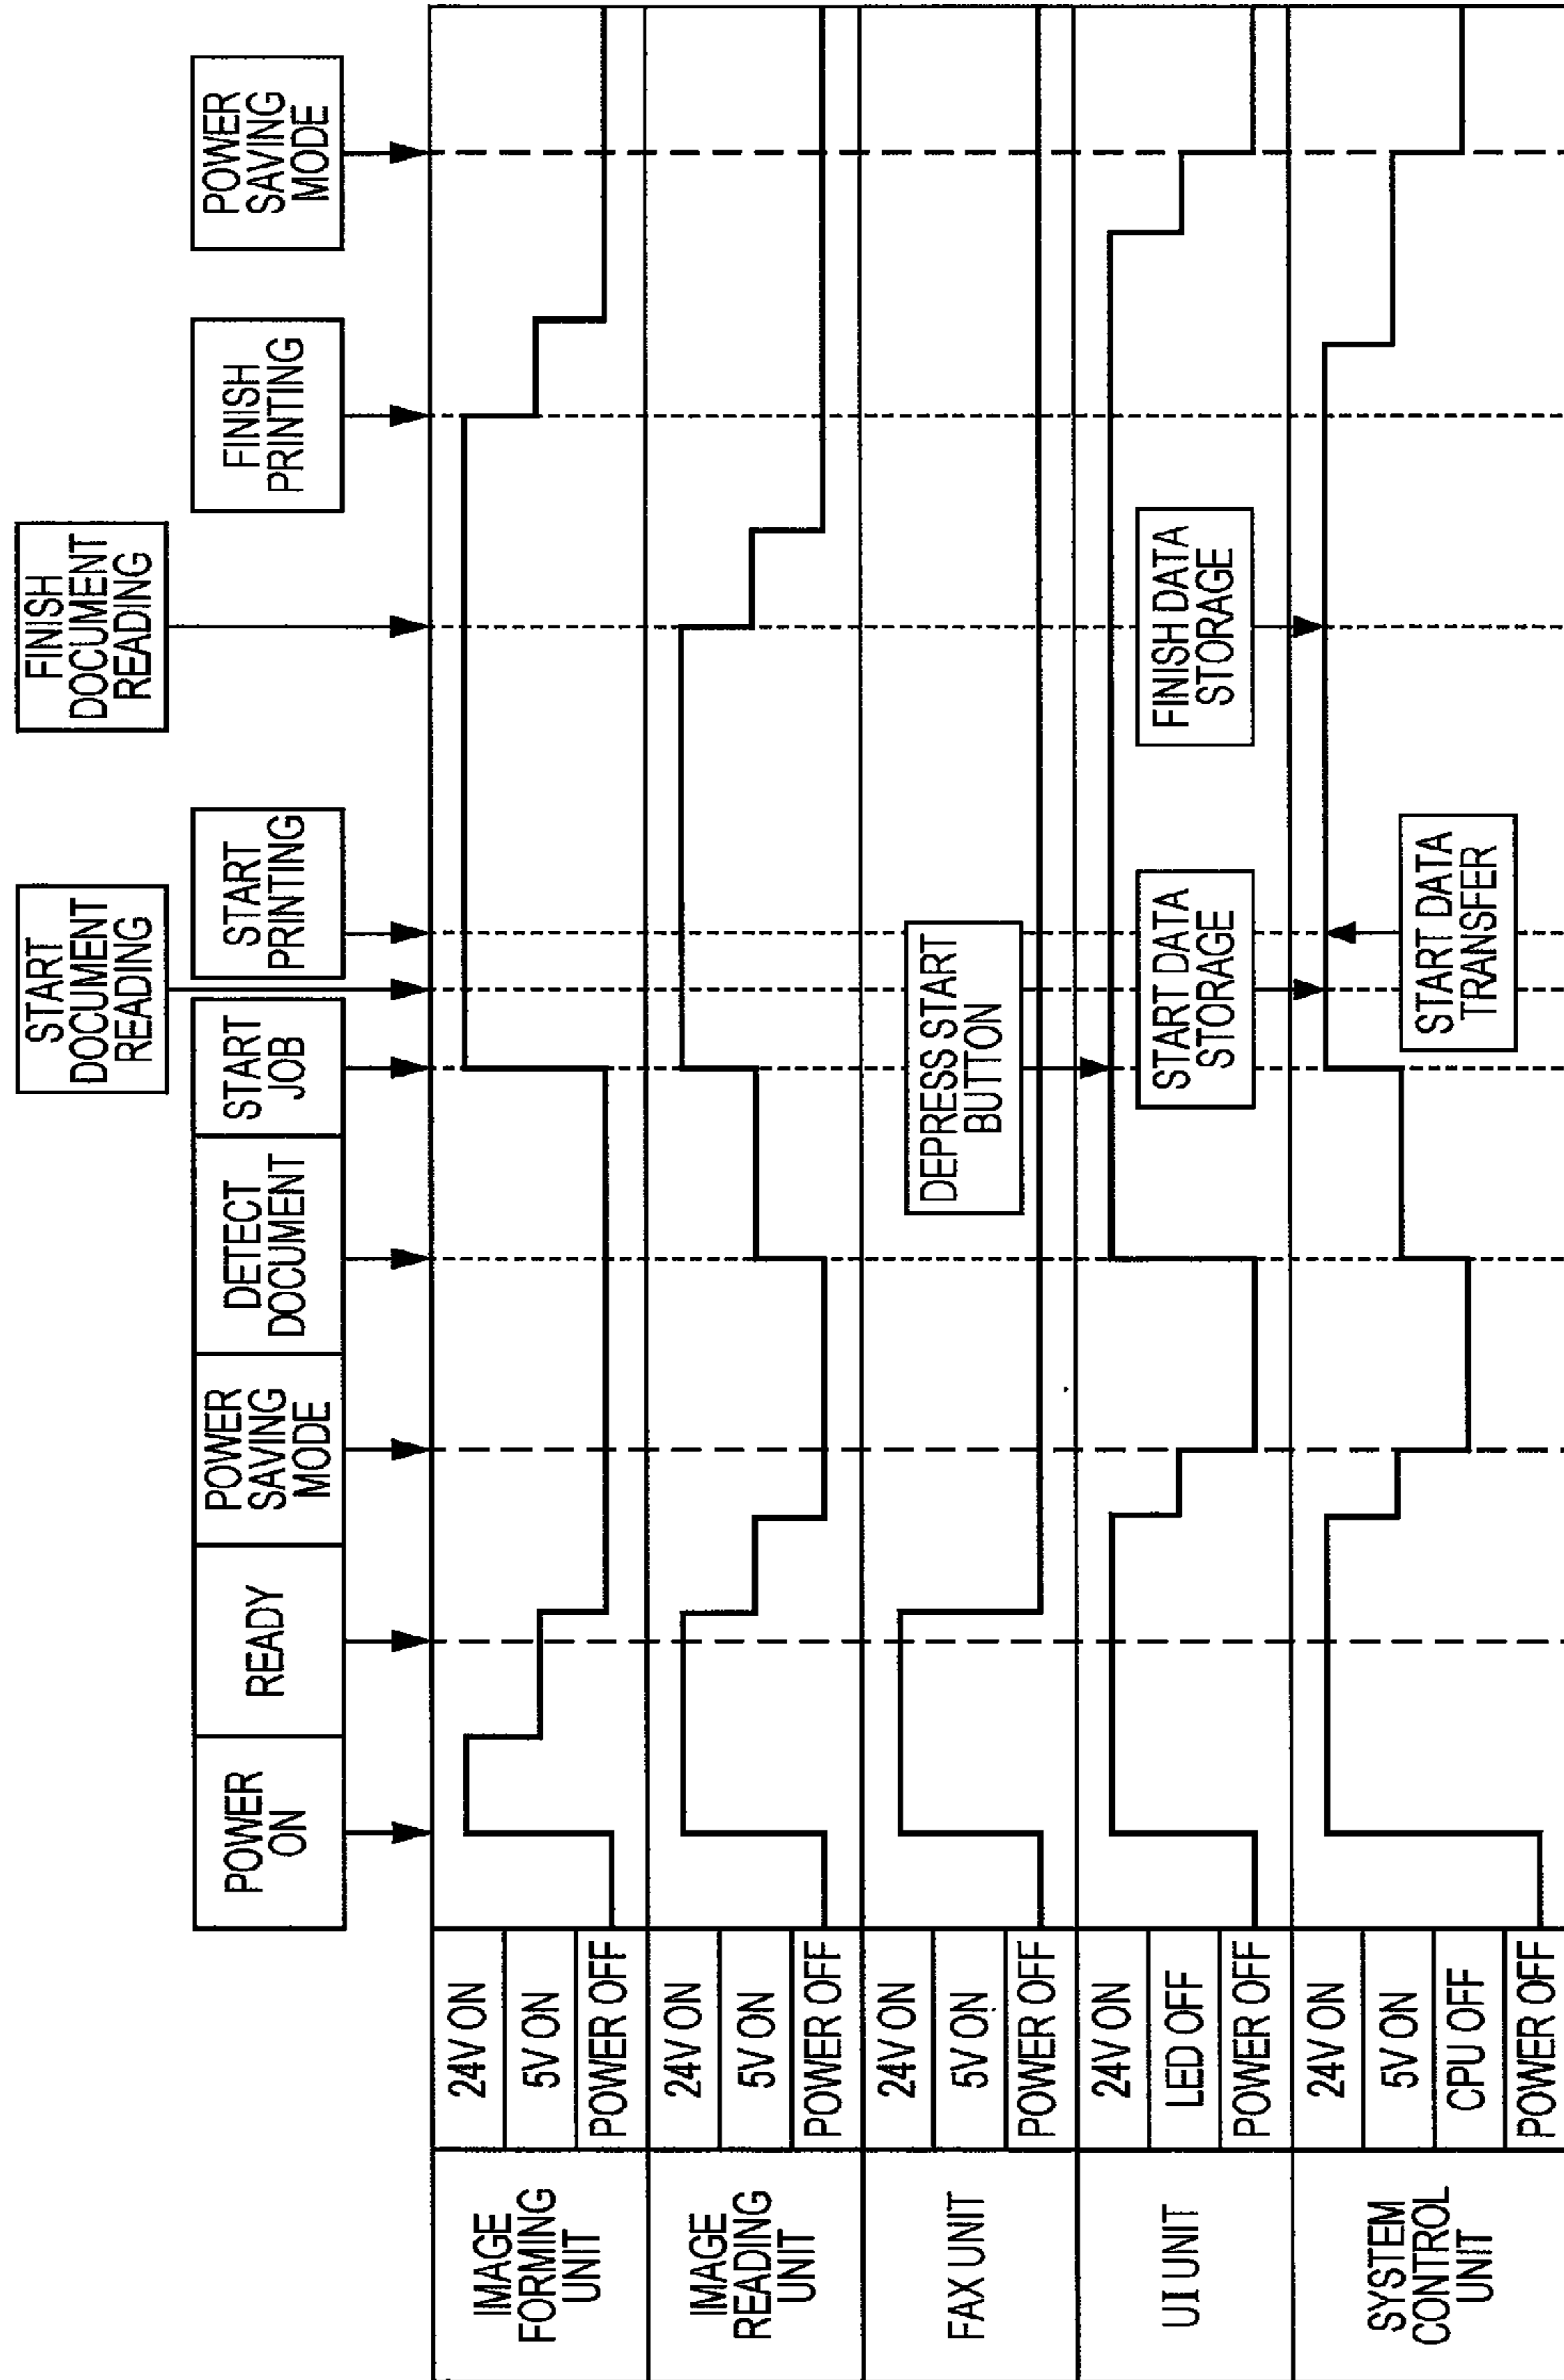 START
DOCUMENT
READING
FINISH
DOCUMENT
READING
POWER
ON
READY
POWER
SAVING
MODE
DETECT
DOCUMENT
START
JOB
START
PRINTING
FINISH
PRINTING
POWER
SAVING
MODE
IMAGE
FORMING
UNIT
24V ON
5V ON
POWER OFF
IMAGE
READING
UNIT
24V ON
5V ON
POWER OFF
FAX UNIT
24V ON
5V ON
POWER OFF
DEPRESS START
BUTTON
UI UNIT
24V ON
LED OFF
POWER OFF
START DATA
STORAGE
FINISH DATA
STORAGE
SYSTEM
CONTROL
UNIT
24V ON
5V ON
CPU OFF
POWER OFF
START DATA
TRANSFER